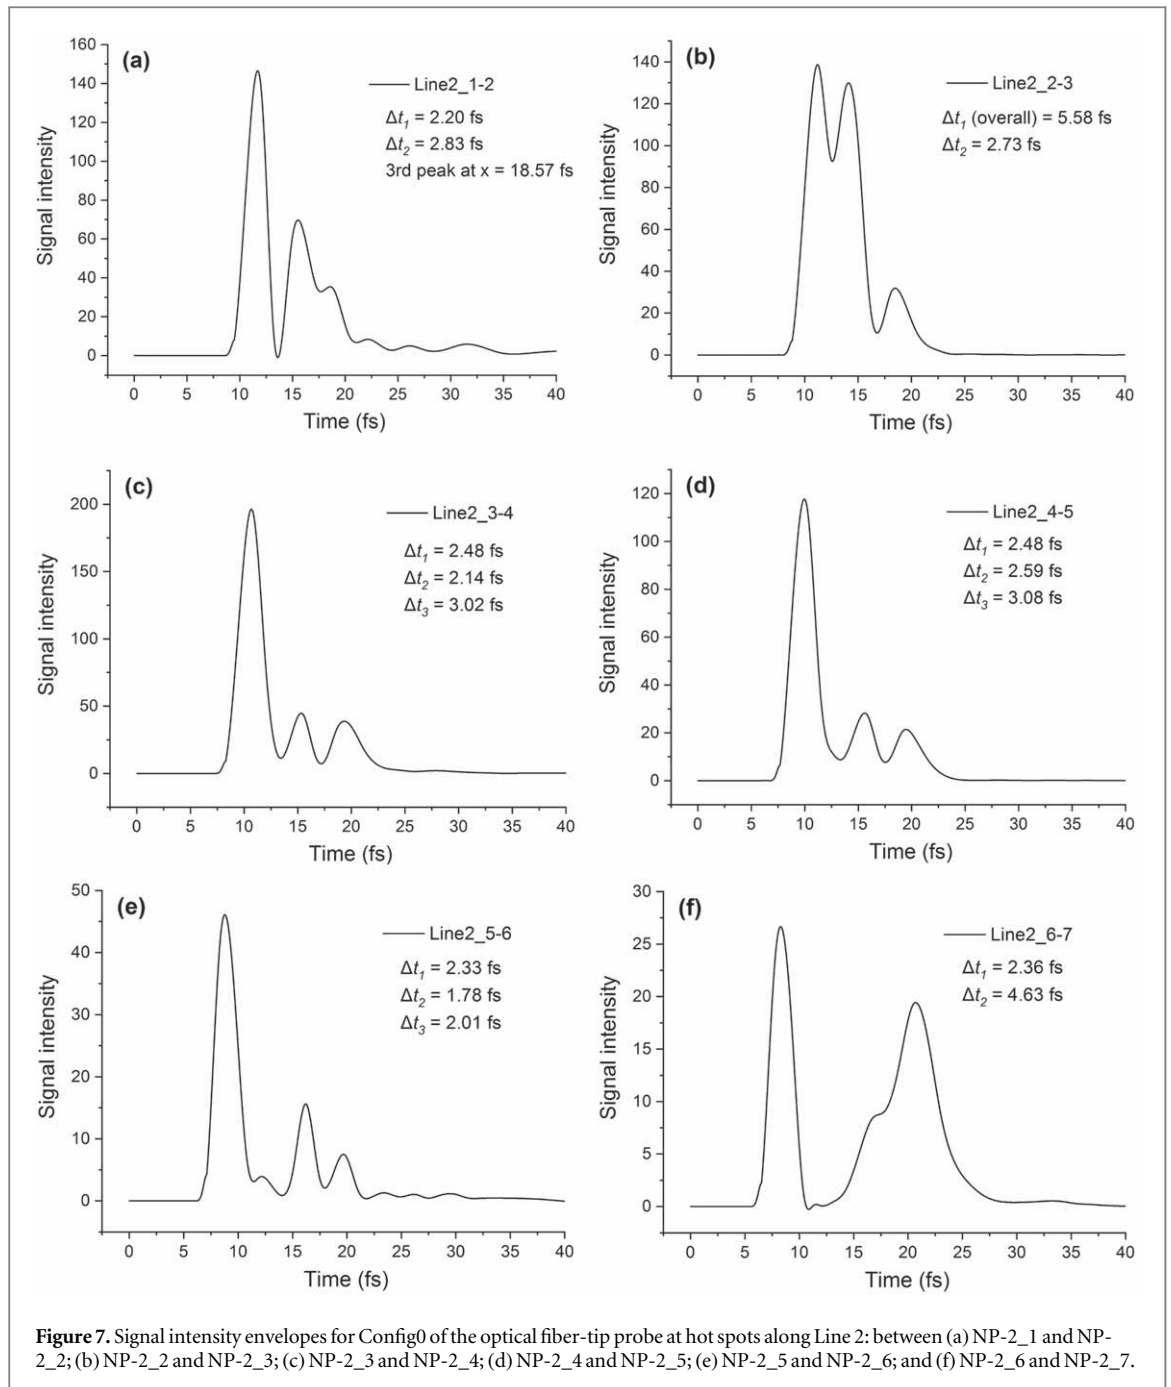 (a)
Line2_1-2
Δt1 = 2.20 fs
Δt2 = 2.83 fs
3rd peak at x = 18.57 fs
160
140
120
100
80
60
40
20
0
Signal intensity
0 5 10 15 20 25 30 35 40
Time (fs)
(b)
Line2_2-3
Δt1 (overall) = 5.58 fs
Δt2 = 2.73 fs
140
120
100
80
60
40
20
0
Signal intensity
0 5 10 15 20 25 30 35 40
Time (fs)
(c)
Line2_3-4
Δt1 = 2.48 fs
Δt2 = 2.14 fs
Δt3 = 3.02 fs
200
150
100
50
0
Signal intensity
0 5 10 15 20 25 30 35 40
Time (fs)
(d)
Line2_4-5
Δt1 = 2.48 fs
Δt2 = 2.59 fs
Δt3 = 3.08 fs
120
100
80
60
40
20
0
Signal intensity
0 5 10 15 20 25 30 35 40
Time (fs)
(e)
Line2_5-6
Δt1 = 2.33 fs
Δt2 = 1.78 fs
Δt3 = 2.01 fs
50
40
30
20
10
0
Signal intensity
0 5 10 15 20 25 30 35 40
Time (fs)
(f)
Line2_6-7
Δt1 = 2.36 fs
Δt2 = 4.63 fs
30
25
20
15
10
5
0
Signal intensity
0 5 10 15 20 25 30 35 40
Time (fs)
Figure 7. Signal intensity envelopes for Config0 of the optical fiber-tip probe at hot spots along Line 2: between (a) NP-2_1 and NP-
2_2; (b) NP-2_2 and NP-2_3; (c) NP-2_3 and NP-2_4; (d) NP-2_4 and NP-2_5; (e) NP-2_5 and NP-2_6; and (f) NP-2_6 and NP-2_7.